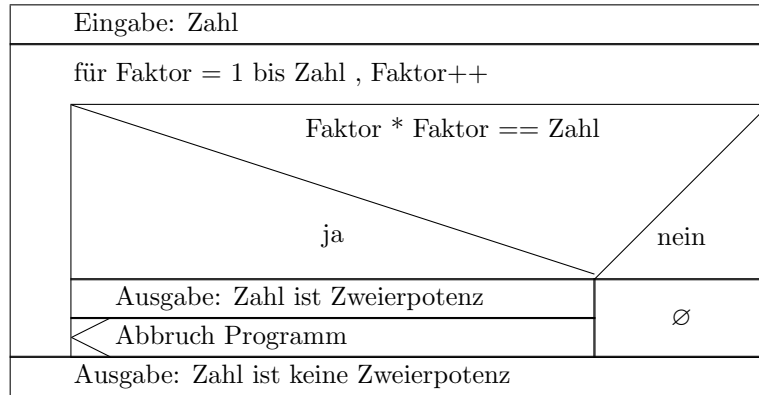 Eingabe: Zahl
für Faktor = 1 bis Zahl , Faktor++
Faktor * Faktor == Zahl
ja
nein
Ausgabe: Zahl ist Zweierpotenz
∅
Abbruch Programm
Ausgabe: Zahl ist keine Zweierpotenz